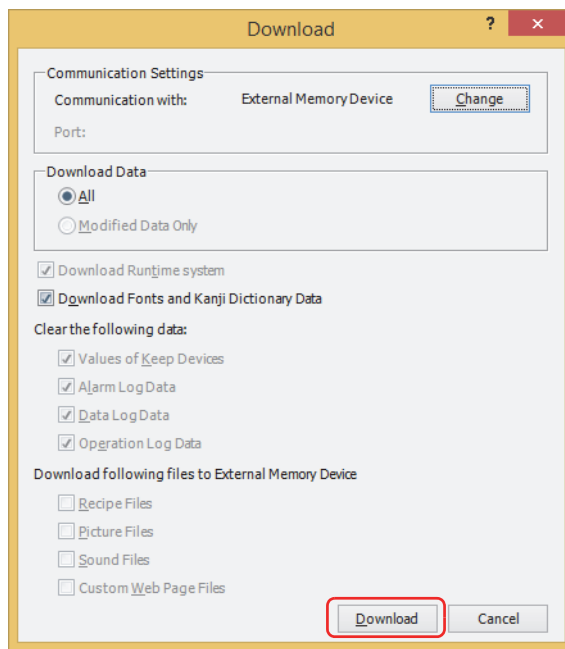 Download
?
Communication Settings
Communication with: External Memory Device Change
Port:
Download Data
All
Modified Data Only
Download Runtime system
Download Fonts and Kanji Dictionary Data
Clear the following data:
Values of Keep Devices
Alarm Log Data
Data Log Data
Operation Log Data
Download following files to External Memory Device
Recipe Files
Picture Files
Sound Files
Custom Web Page Files
Download Cancel